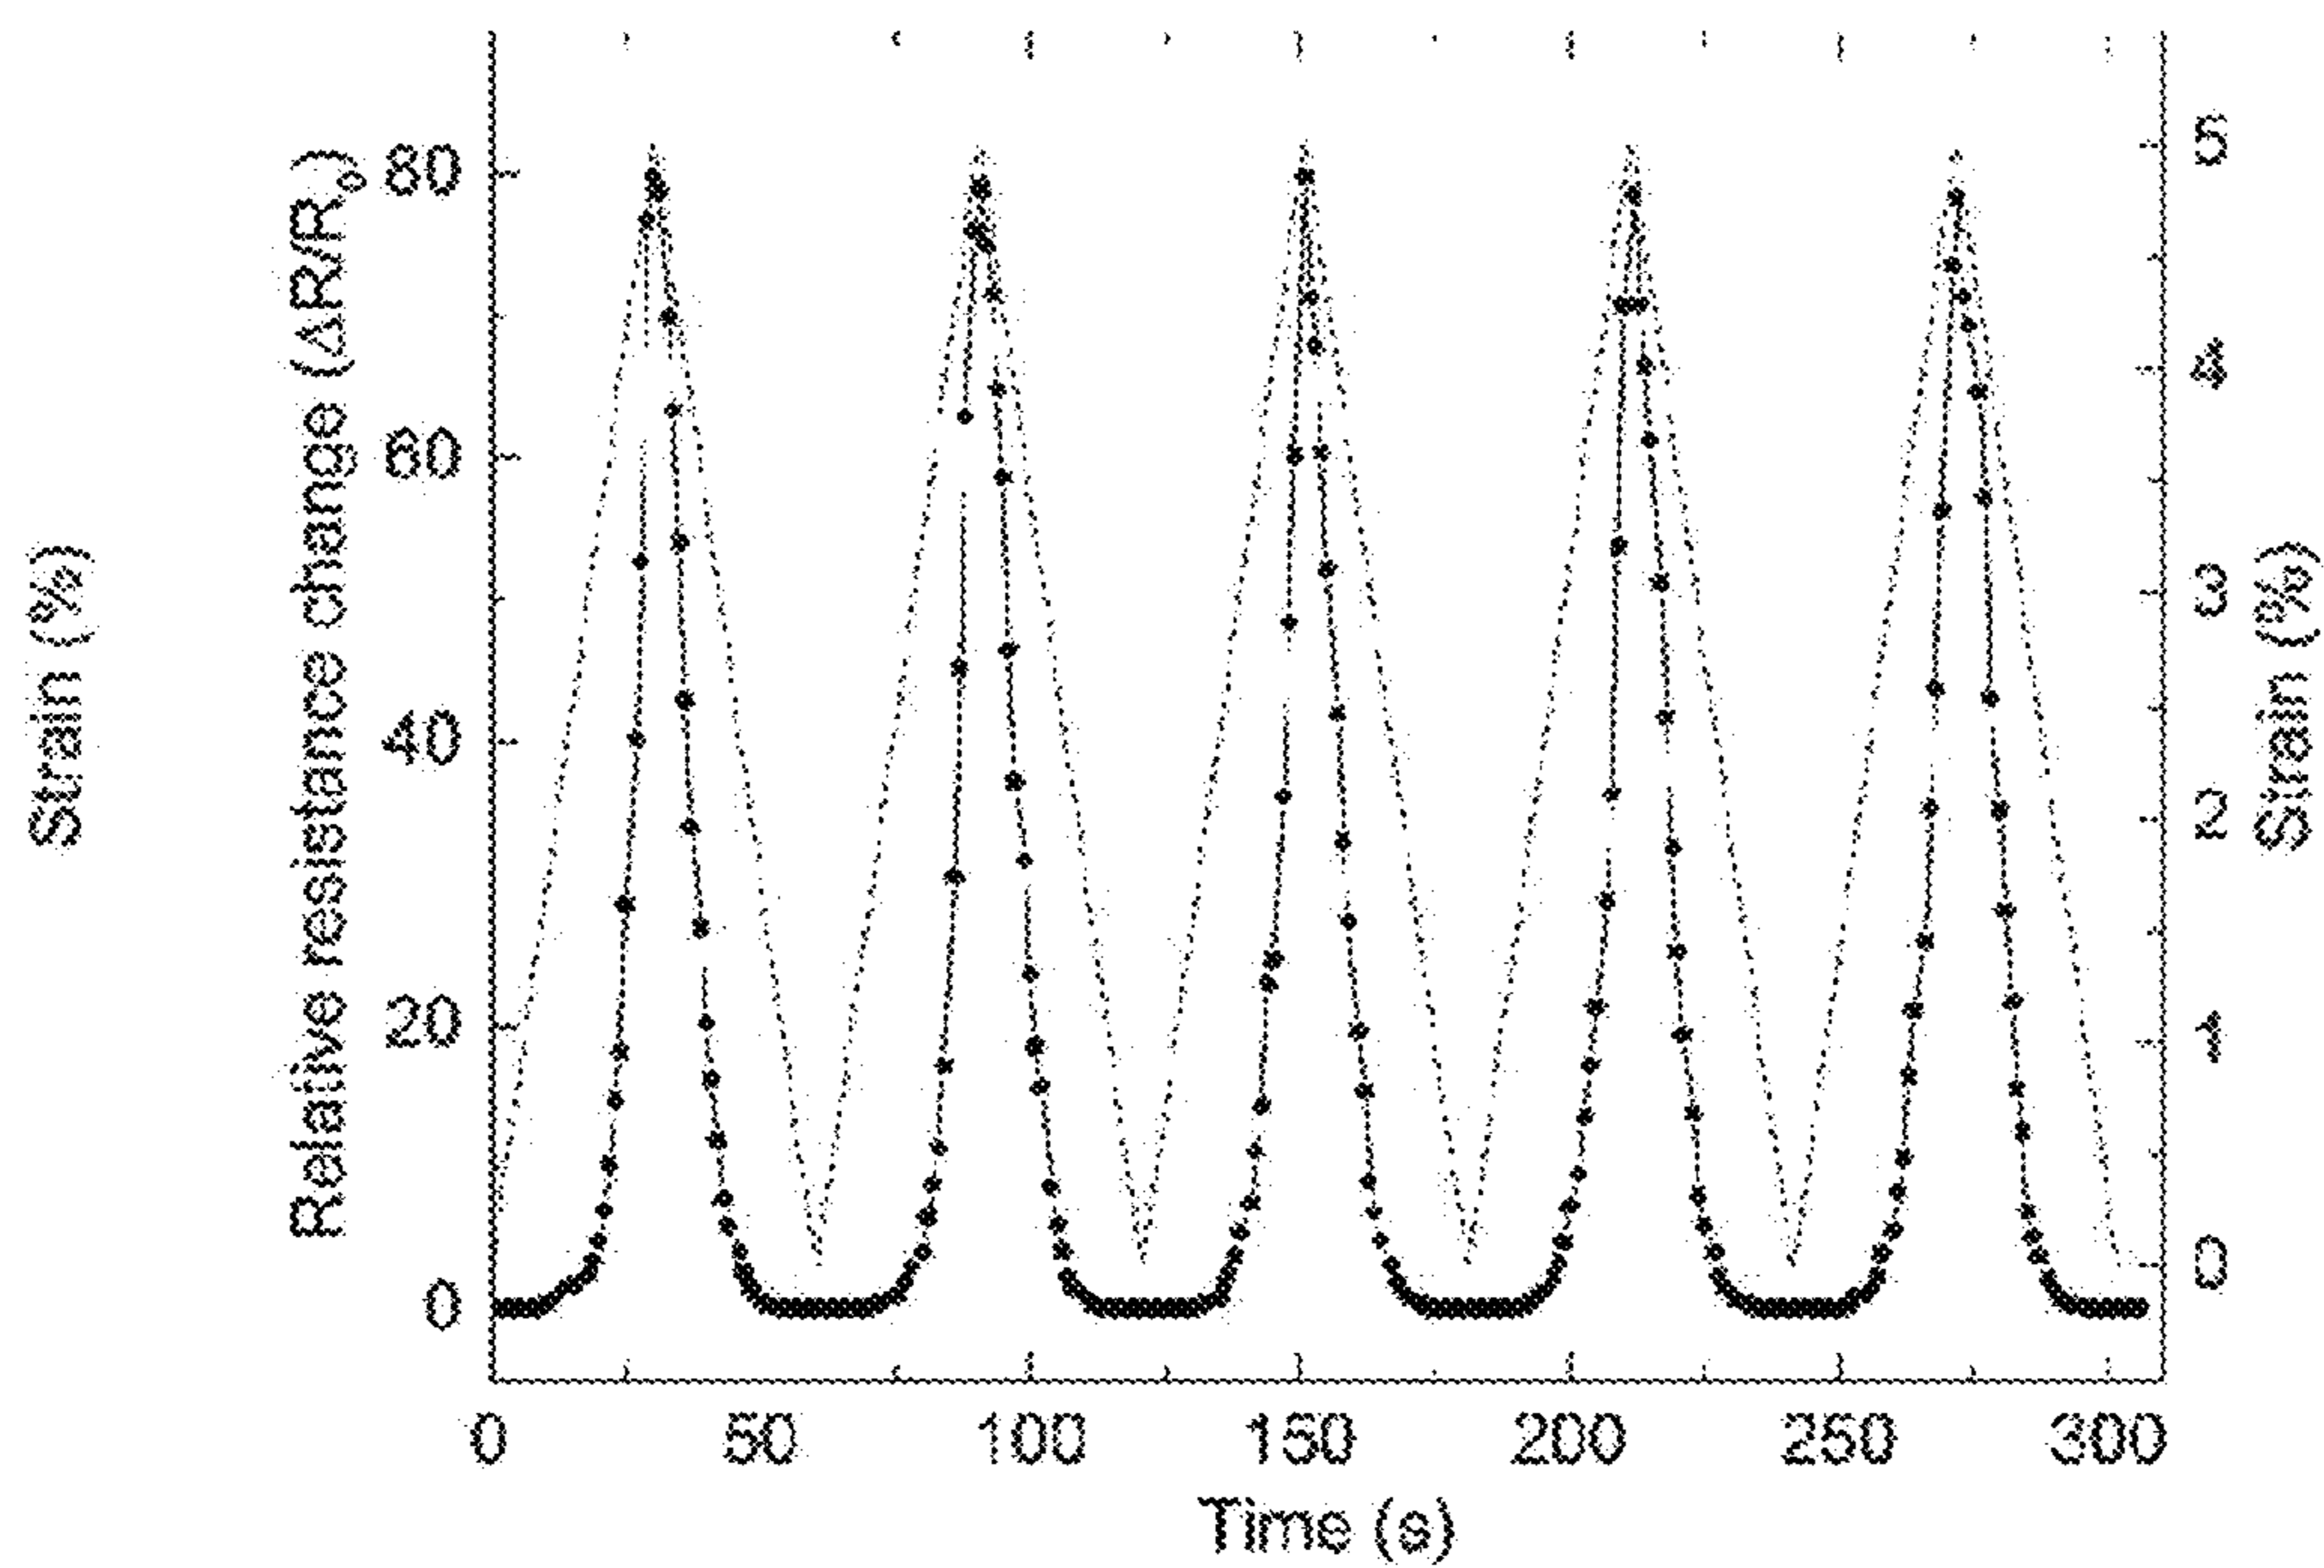 Strain (%)
Relative resistance change (ΔR/R₀)
80
60
40
20
0
5
4
3
2
1
0
Strain (%)
0 50 100 150 200 250 300
Time (s)